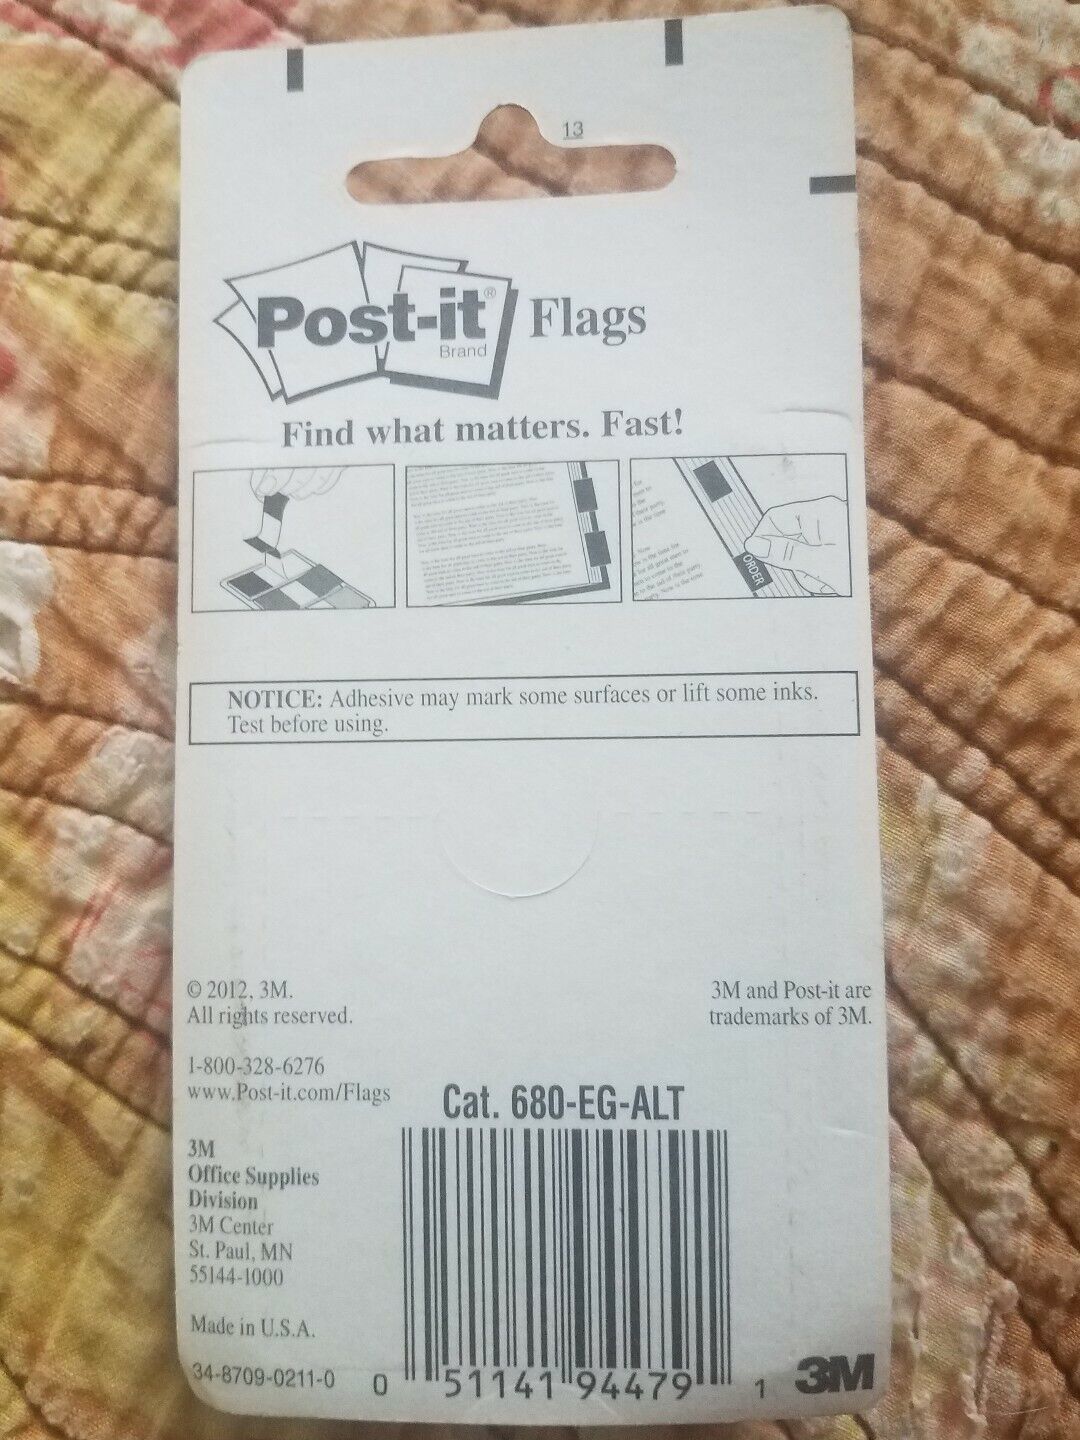 13
Post-it® Flags
Brand
Find what matters. Fast!
ORDER
NOTICE: Adhesive may mark some surfaces or lift some inks.
Test before using.
© 2012, 3M.
All rights reserved.
3M and Post-it are
trademarks of 3M.
1-800-328-6276
www.Post-it.com/Flags
Cat. 680-EG-ALT
3M
Office Supplies
Division
3M Center
St. Paul, MN
55144-1000
Made in U.S.A.
34-8709-0211-0
0 51141 94479 1
3M